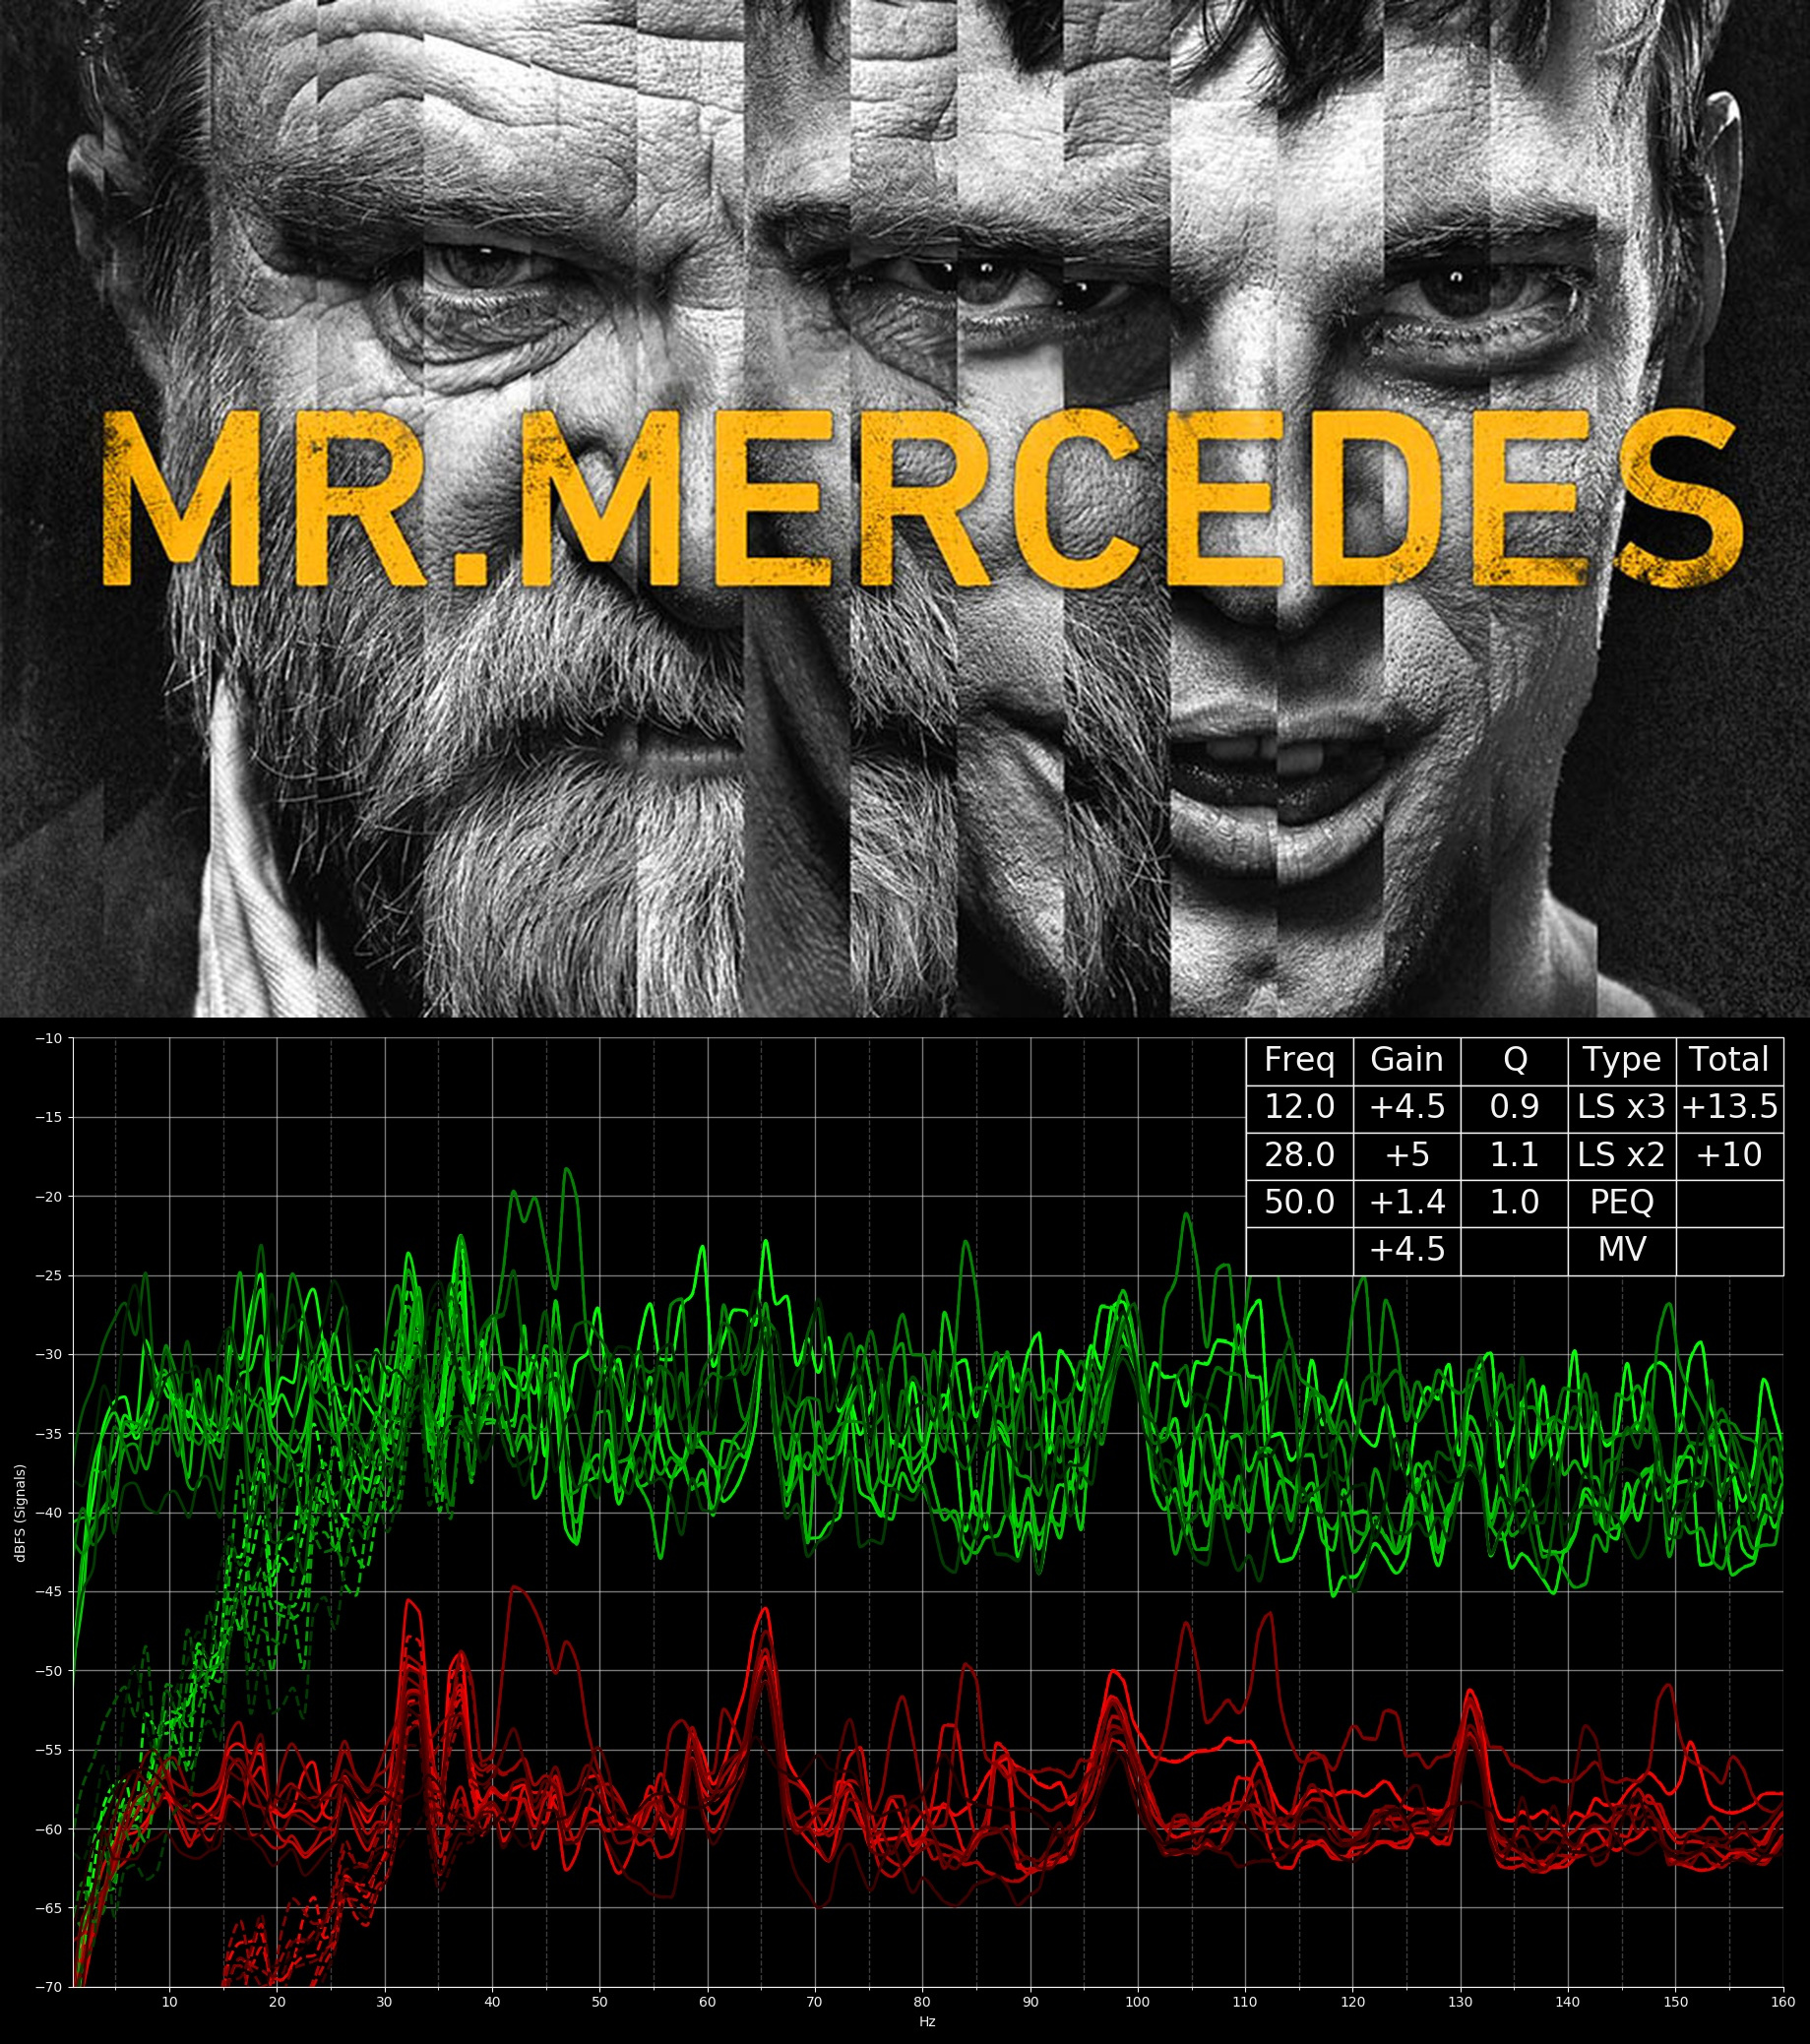 MR.MERCEDES
Freq Gain Q Type Total
12.0 +4.5 0.9 LS x3 +13.5
28.0 +5 1.1 LS x2 +10
50.0 +1.4 1.0 PEQ
+4.5 MV
−10
−15
−20
−25
−30
−35
−40
−45
−50
−55
−60
−65
−70
dBFS (Signals)
10 20 30 40 50 60 70 80 90 100 110 120 130 140 150 160
Hz